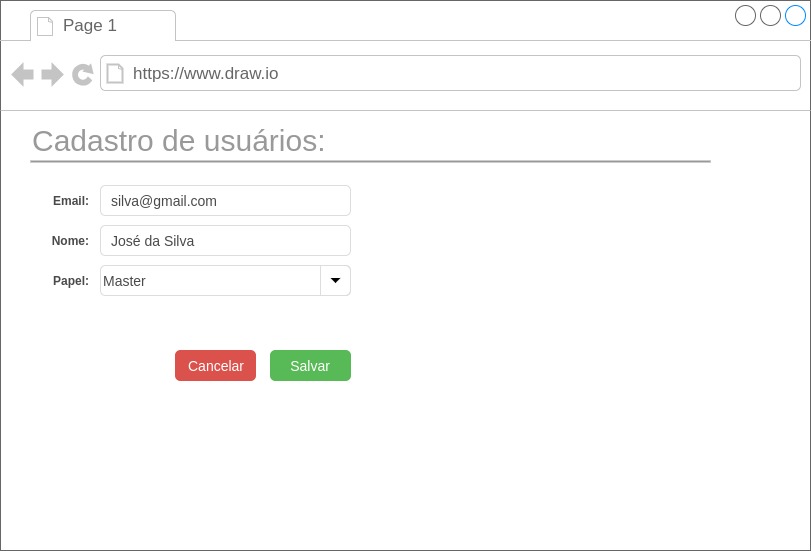 Page 1
https://www.draw.io
Cadastro de usuários:
Email: silva@gmail.com
Nome: José da Silva
Papel: Master
Cancelar Salvar